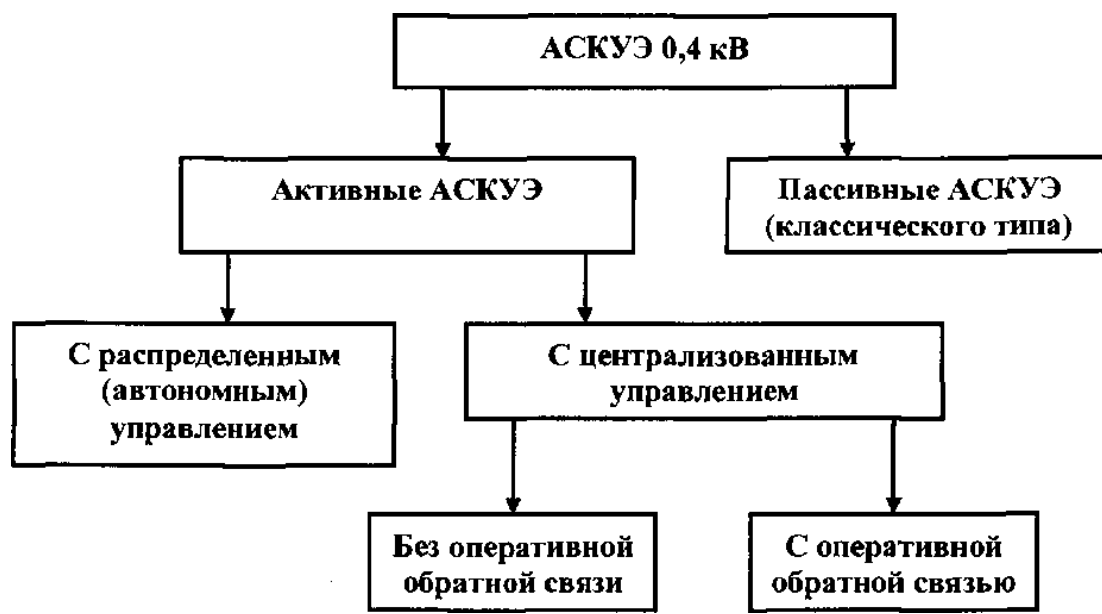 АСКУЭ 0,4 кВ
Активные АСКУЭ
Пассивные АСКУЭ
(классического типа)
С распределенным
(автономным)
управлением
С централизованным
управлением
Без оперативной
обратной связи
С оперативной
обратной связью